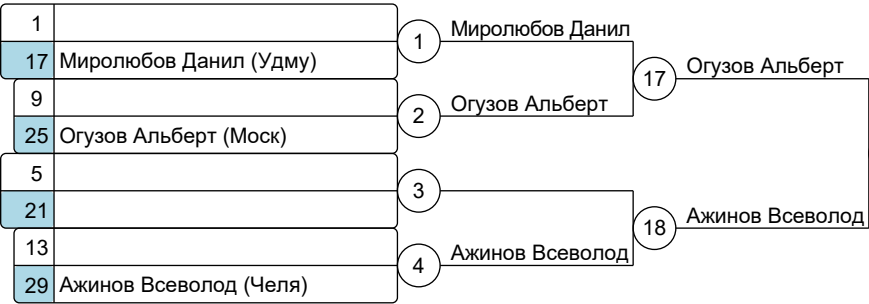 1
17 Миролюбов Данил (Удму)
1 Миролюбов Данил
9
25 Огузов Альберт (Моск)
2 Огузов Альберт
17 Огузов Альберт
5
21
3
13
29 Ажинов Всеволод (Челя)
4 Ажинов Всеволод
18 Ажинов Всеволод